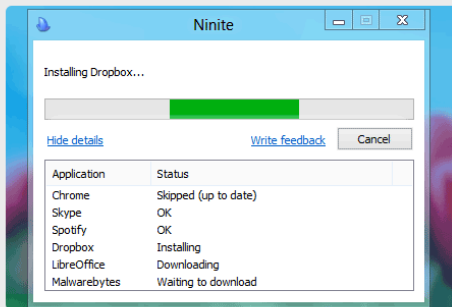 Ninite
Installing Dropbox...
Hide details Write feedback Cancel
Application Status
Chrome Skipped (up to date)
Skype OK
Spotify OK
Dropbox Installing
LibreOffice Downloading
Malwarebytes Waiting to download